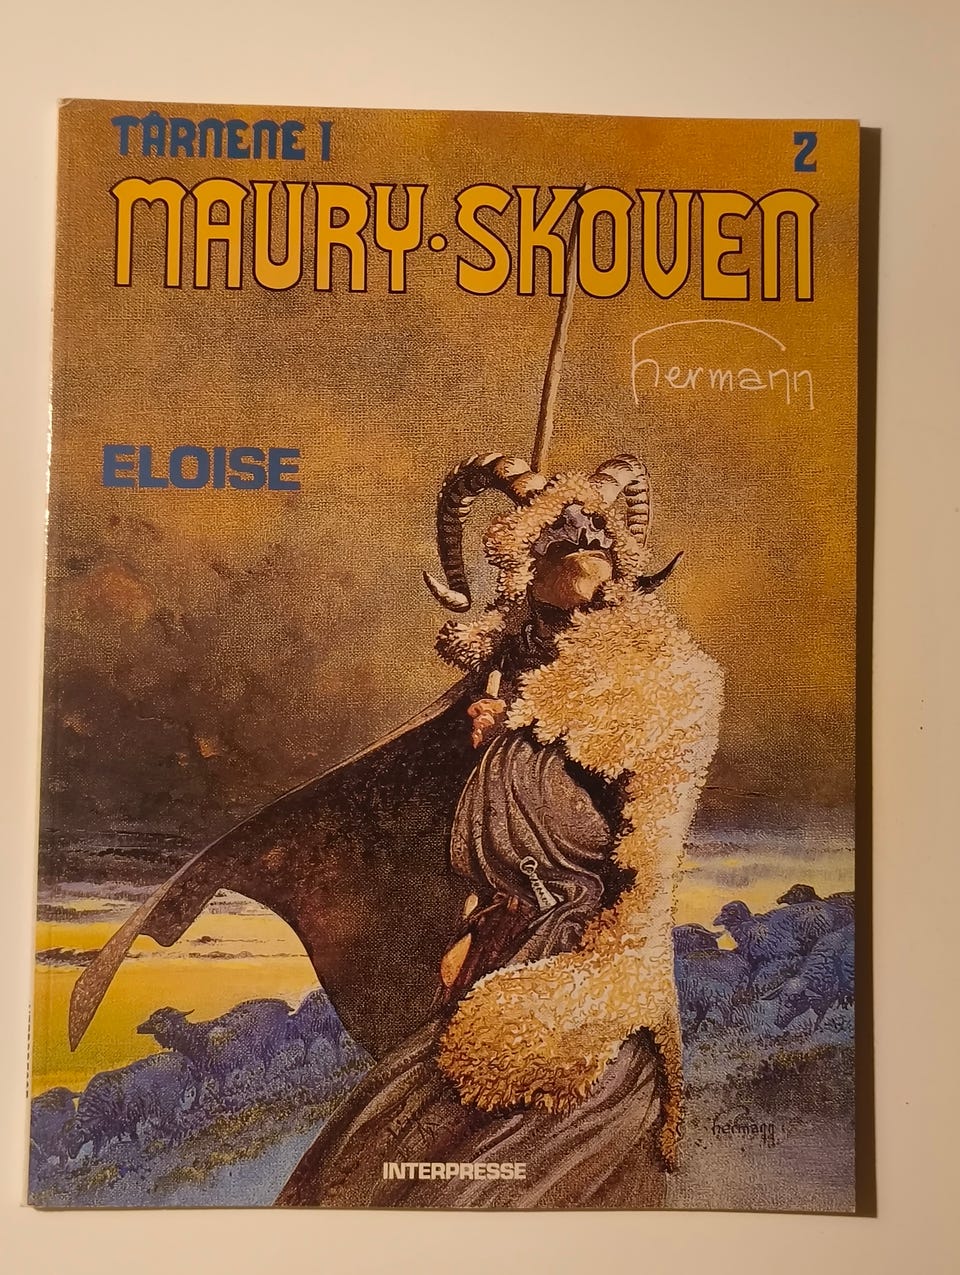 TÅRNENE I
2
MAURY·SKOVEN
hermann
ELOISE
hermann
INTERPRESSE